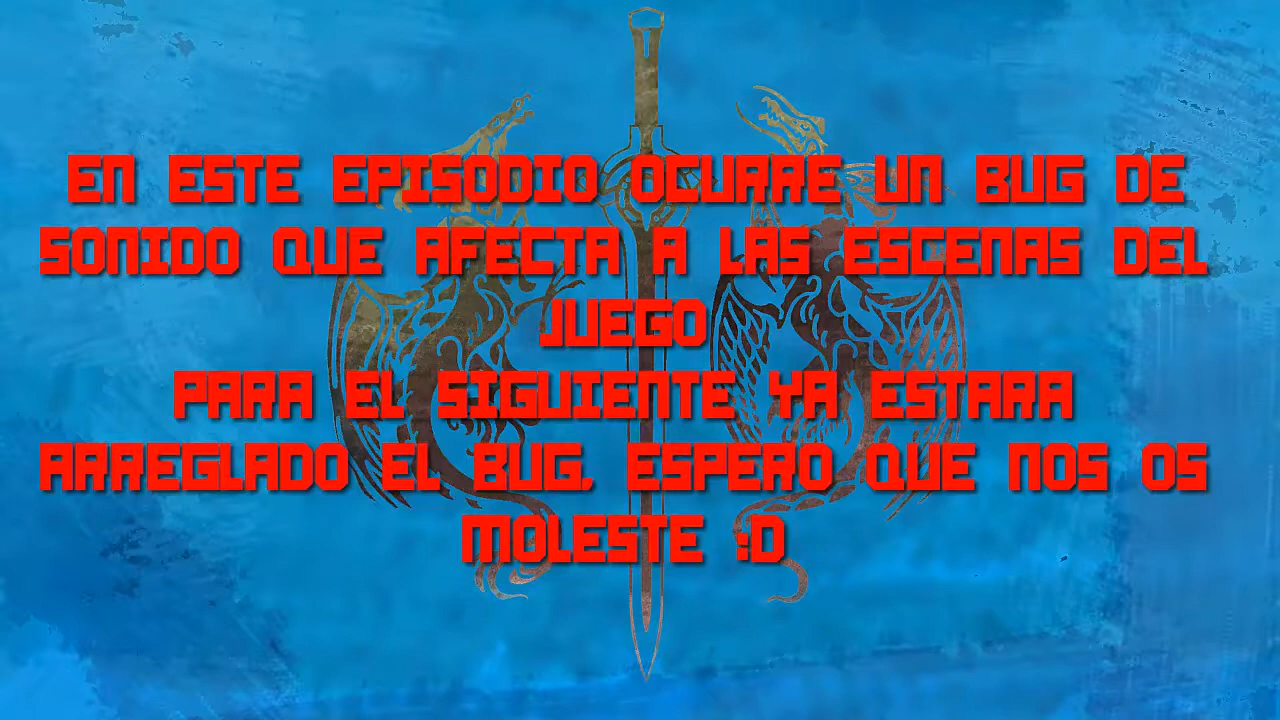 EN ESTE EPISODIO OCURRE UN BUG DE
SONIDO QUE AFECTA A LAS ESCENAS DEL
JUEGO
PARA EL SIGUIENTE YA ESTARA
ARREGLADO EL BUG, ESPERO QUE NOS OS
MOLESTE :D